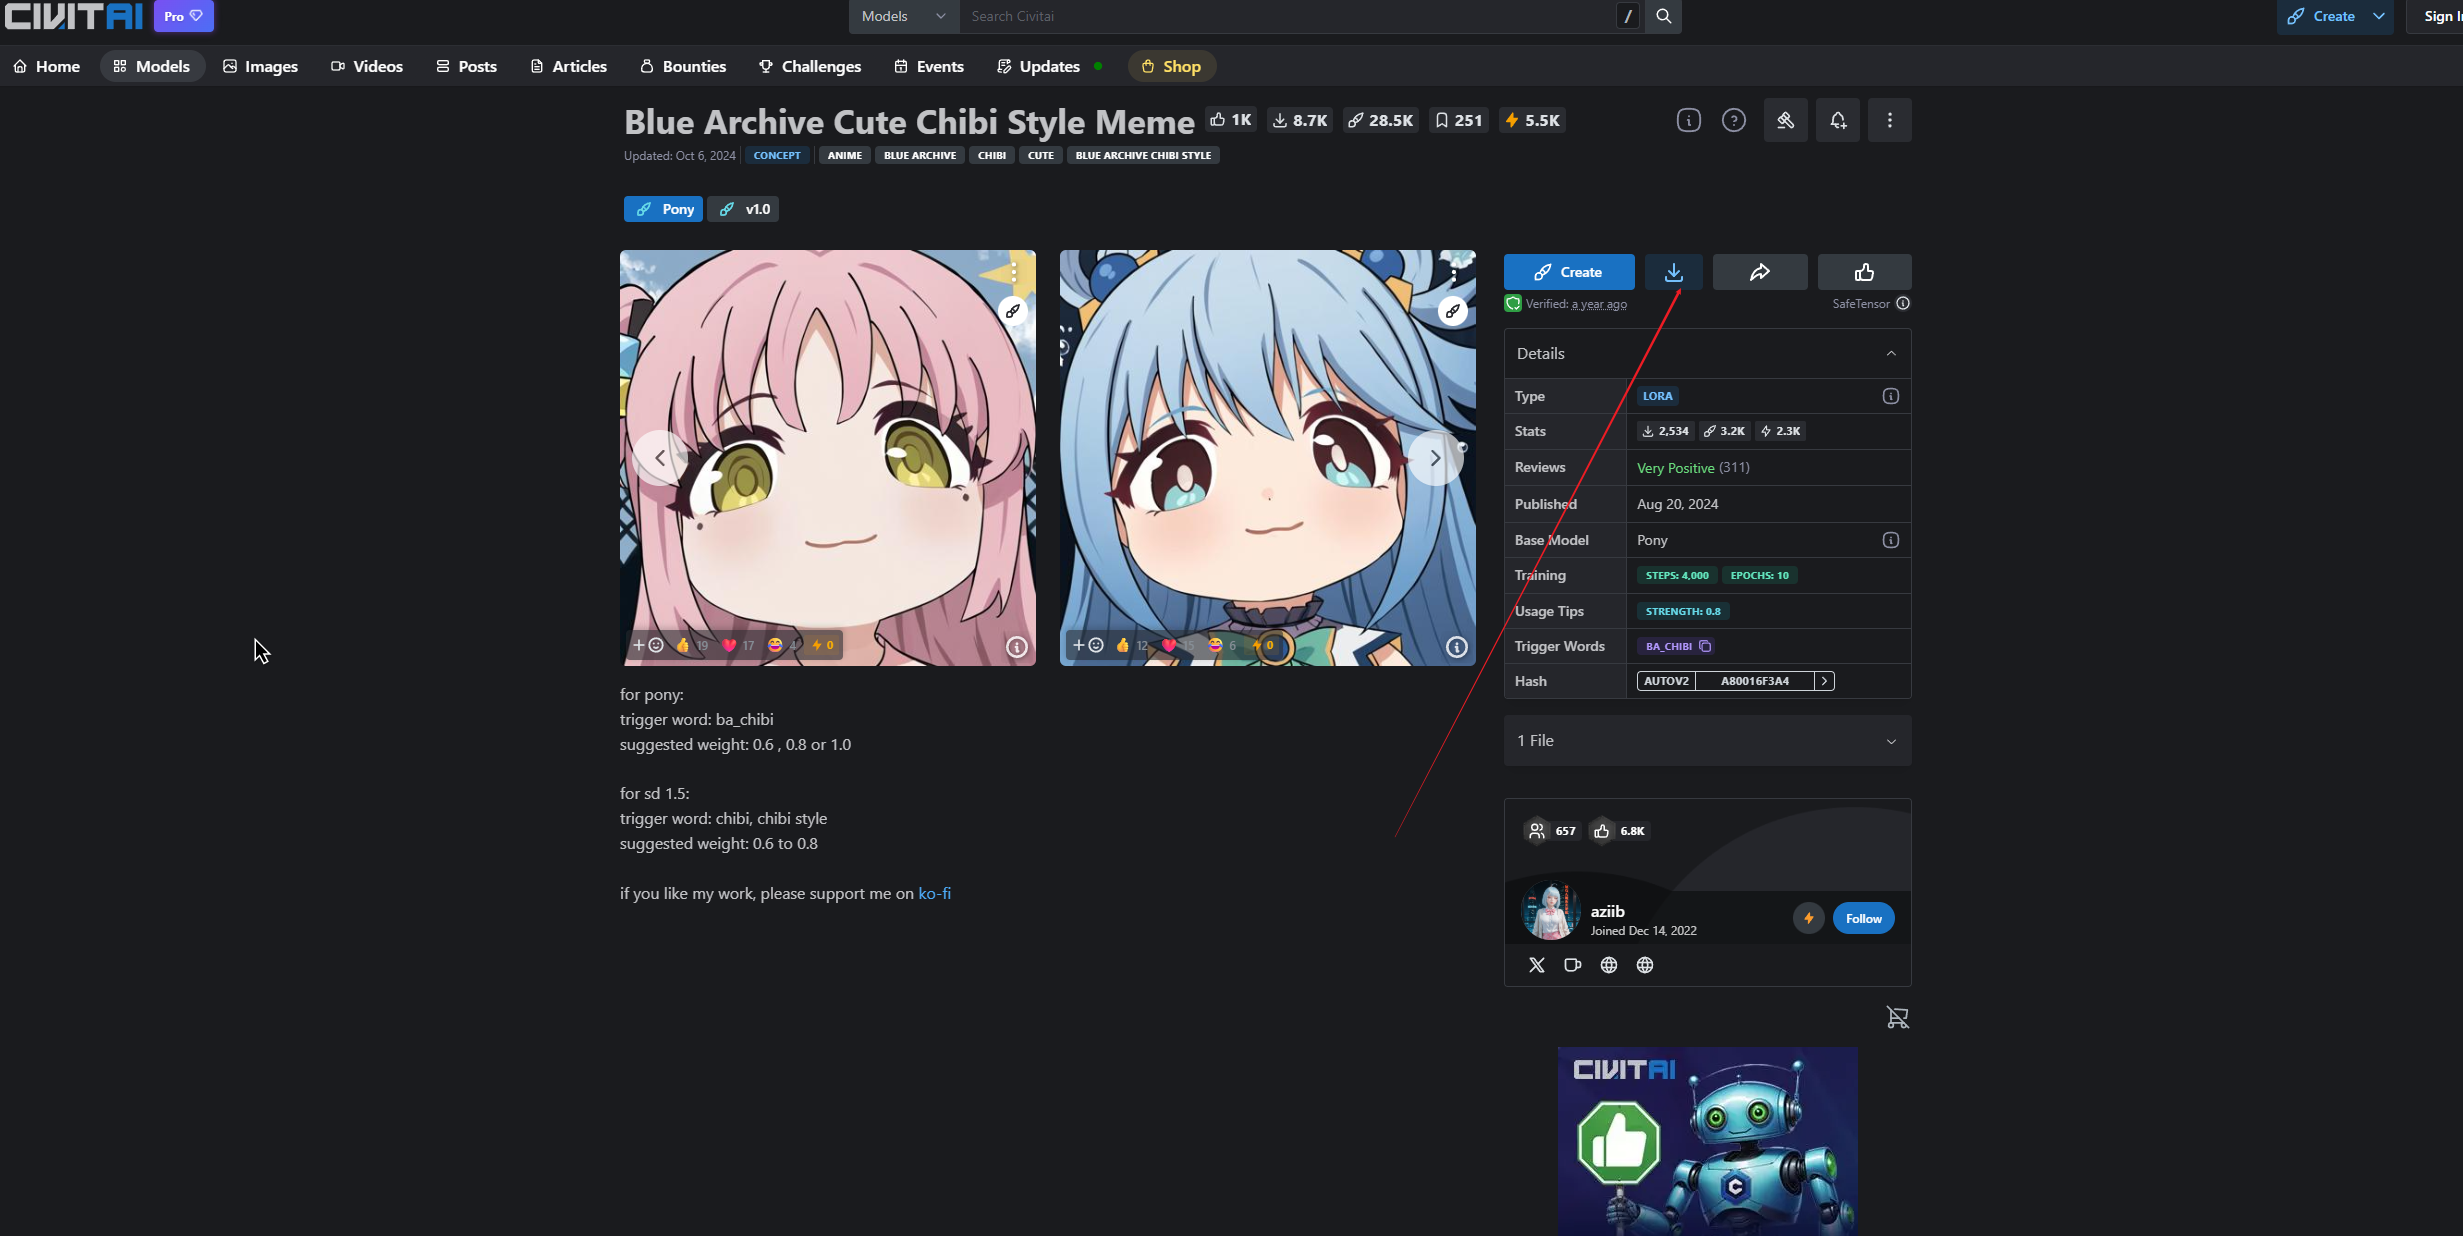 CIVITAI Pro Models Search Civitai / Create Sign I
Home Models Images Videos Posts Articles Bounties Challenges Events Updates Shop
Blue Archive Cute Chibi Style Meme 1K 8.7K 28.5K 251 5.5K
Updated: Oct 6, 2024 CONCEPT ANIME BLUE ARCHIVE CHIBI CUTE BLUE ARCHIVE CHIBI STYLE
Pony v1.0
19 17 4 0
12 15 6 0
for pony:
trigger word: ba_chibi
suggested weight: 0.6 , 0.8 or 1.0
for sd 1.5:
trigger word: chibi, chibi style
suggested weight: 0.6 to 0.8
if you like my work, please support me on ko-fi
Create
Verified: a year ago SafeTensor
Details
Type LORA
Stats 2,534 3.2K 2.3K
Reviews Very Positive (311)
Published Aug 20, 2024
Base Model Pony
Training STEPS: 4,000 EPOCHS: 10
Usage Tips STRENGTH: 0.8
Trigger Words BA_CHIBI
Hash AUTOV2 A80016F3A4
1 File
657 6.8K
aziib
Joined Dec 14, 2022
Follow
CIVITAI
C